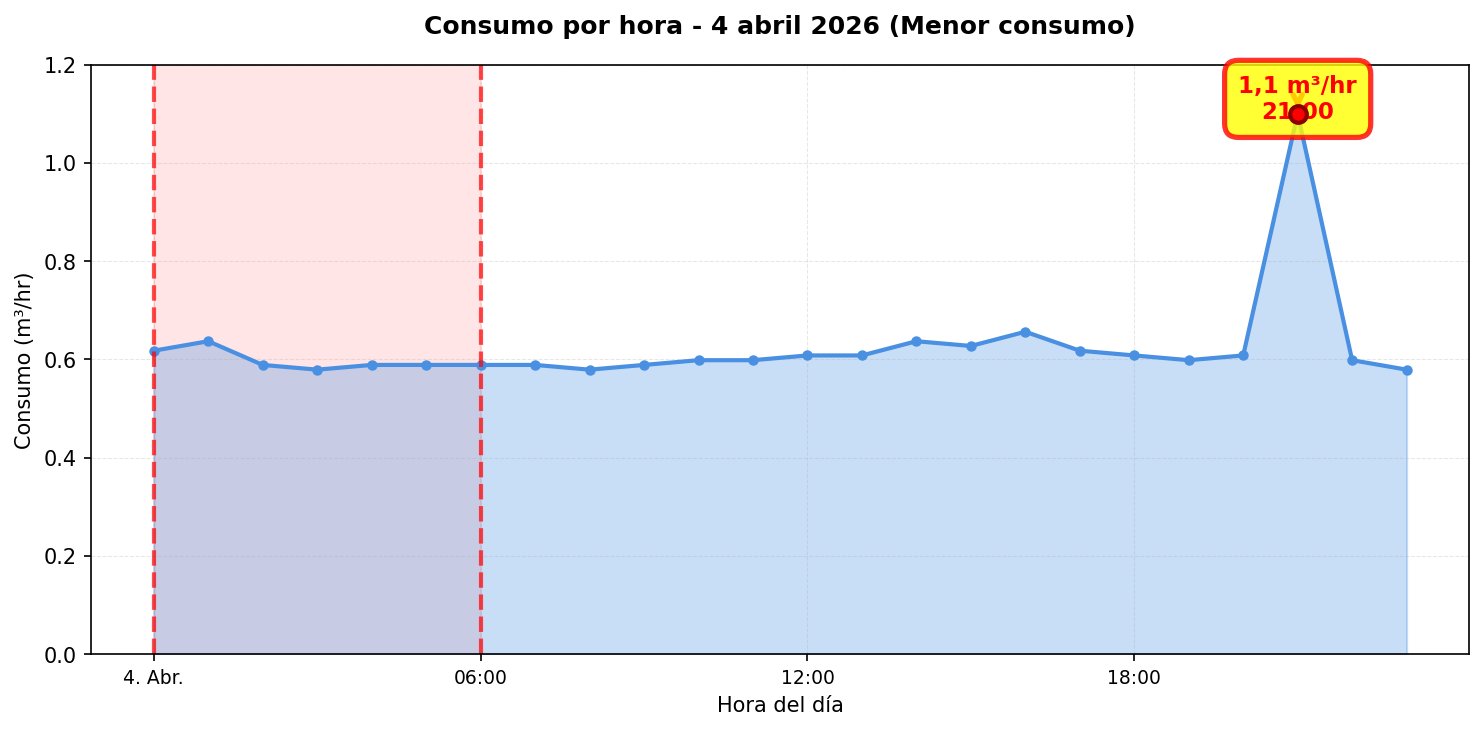 Consumo por hora - 4 abril 2026 (Menor consumo)
1.2
1,1 m³/hr
21:00
1.0
0.8
0.6
0.4
0.2
0.0
Consumo (m³/hr)
4. Abr.
06:00
12:00
18:00
Hora del día